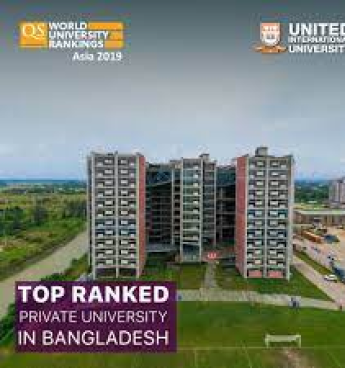 QS WORLD
UNIVERSITY
RANKINGS
Asia 2019
UNITED
INTERNATIONAL
UNIVERSITY
TOP RANKED
PRIVATE UNIVERSITY
IN BANGLADESH